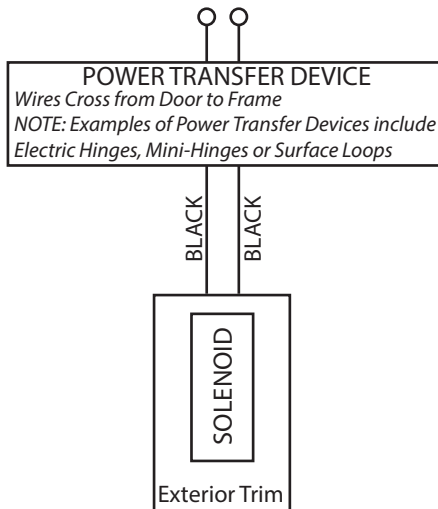 POWER TRANSFER DEVICE
Wires Cross from Door to Frame
NOTE: Examples of Power Transfer Devices include
Electric Hinges, Mini-Hinges or Surface Loops
BLACK
BLACK
SOLENOID
Exterior Trim